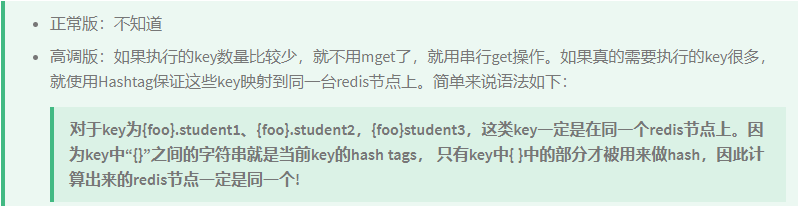 正常版：不知道
高调版：如果执行的key数量比较少，就不用mget了，就用串行get操作。如果真的需要执行的key很多，
就使用Hashtag保证这些key映射到同一台redis节点上。简单来说语法如下：
对于key为{foo}.student1、{foo}.student2，{foo}student3，这类key一定是在同一个redis节点上。因
为key中“{}”之间的字符串就是当前key的hash tags， 只有key中{ }中的部分才被用来做hash，因此计
算出来的redis节点一定是同一个!